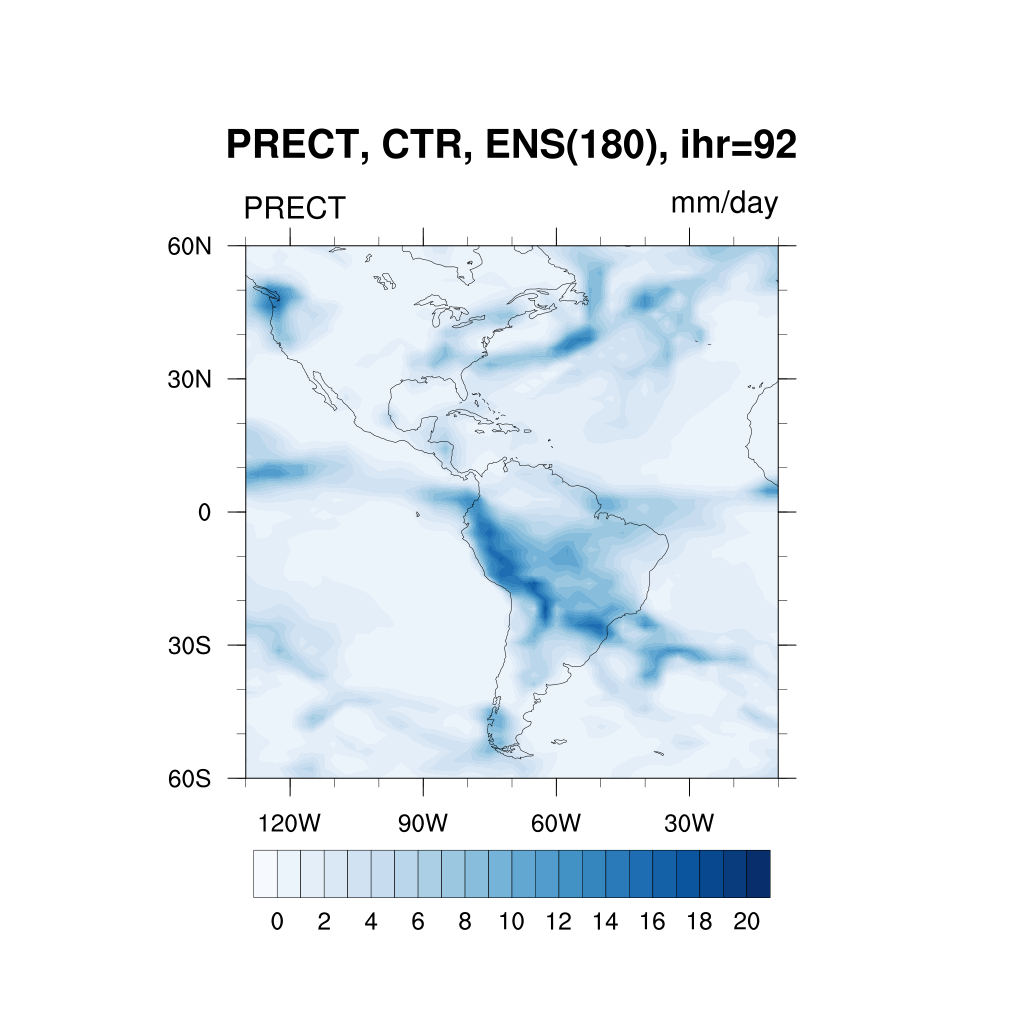 PRECT, CTR, ENS(180), ihr=92
PRECT mm/day
60N
30N
0
30S
60S
120W 90W 60W 30W
0 2 4 6 8 10 12 14 16 18 20